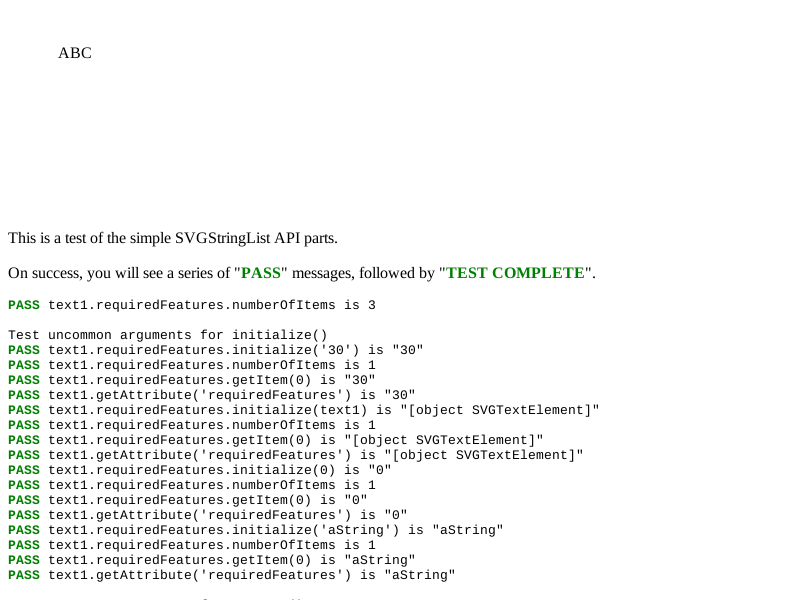 ABC
This is a test of the simple SVGStringList API parts.
On success, you will see a series of "PASS" messages, followed by "TEST COMPLETE".
PASS text1.requiredFeatures.numberOfItems is 3
Test uncommon arguments for initialize()
PASS text1.requiredFeatures.initialize('30') is "30"
PASS text1.requiredFeatures.numberOfItems is 1
PASS text1.requiredFeatures.getItem(0) is "30"
PASS text1.getAttribute('requiredFeatures') is "30"
PASS text1.requiredFeatures.initialize(text1) is "[object SVGTextElement]"
PASS text1.requiredFeatures.numberOfItems is 1
PASS text1.requiredFeatures.getItem(0) is "[object SVGTextElement]"
PASS text1.getAttribute('requiredFeatures') is "[object SVGTextElement]"
PASS text1.requiredFeatures.initialize(0) is "0"
PASS text1.requiredFeatures.numberOfItems is 1
PASS text1.requiredFeatures.getItem(0) is "0"
PASS text1.getAttribute('requiredFeatures') is "0"
PASS text1.requiredFeatures.initialize('aString') is "aString"
PASS text1.requiredFeatures.numberOfItems is 1
PASS text1.requiredFeatures.getItem(0) is "aString"
PASS text1.getAttribute('requiredFeatures') is "aString"